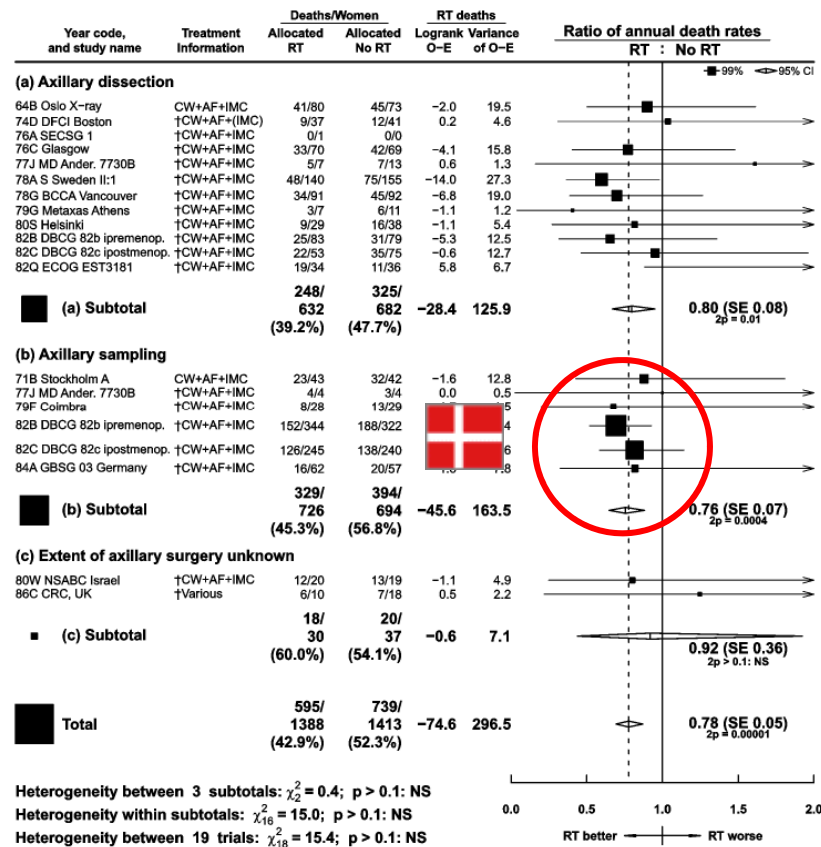 Deaths/Women RT deaths
Year code, Treatment Allocated Allocated Logrank Variance Ratio of annual death rates
and study name Information RT No RT O–E of O–E RT : No RT
99% 95% CI
(a) Axillary dissection
64B Oslo X-ray CW+AF+IMC 41/80 45/73 −2.0 19.5
74D DFCI Boston †CW+AF+(IMC) 9/37 12/41 0.2 4.6
76A SECSG 1 †CW+AF+IMC 0/1 0/0
76C Glasgow †CW+AF+IMC 33/70 42/69 −4.1 15.8
77J MD Ander. 7730B †CW+AF+IMC 5/7 7/13 0.6 1.3
78A S Sweden II:1 †CW+AF+IMC 48/140 75/155 −14.0 27.3
78G BCCA Vancouver †CW+AF+IMC 34/91 45/92 −6.8 19.0
79G Metaxas Athens †CW+AF+IMC 3/7 6/11 −1.1 1.2
80S Helsinki †CW+AF+IMC 9/29 16/38 −1.1 5.4
82B DBCG 82b ipremenop. †CW+AF+IMC 25/83 31/79 −5.3 12.5
82C DBCG 82c ipostmenop. †CW+AF+IMC 22/53 35/75 −0.6 12.7
82Q ECOG EST3181 †CW+AF+IMC 19/34 11/36 5.8 6.7
248/ 325/
(a) Subtotal 632 682 −28.4 125.9 0.80 (SE 0.08)
(39.2%) (47.7%) 2p = 0.01
(b) Axillary sampling
71B Stockholm A CW+AF+IMC 23/43 32/42 −1.6 12.8
77J MD Ander. 7730B †CW+AF+IMC 4/4 3/4 0.0 0.5
79F Coimbra †CW+AF+IMC 8/28 13/29
82B DBCG 82b ipremenop. †CW+AF+IMC 152/344 188/322
82C DBCG 82c ipostmenop. †CW+AF+IMC 126/245 138/240
84A GBSG 03 Germany †CW+AF+IMC 16/62 20/57
329/ 394/
(b) Subtotal 726 694 −45.6 163.5 0.76 (SE 0.07)
(45.3%) (56.8%) 2p = 0.0004
(c) Extent of axillary surgery unknown
80W NSABC Israel †CW+AF+IMC 12/20 13/19 −1.1 4.9
86C CRC, UK †Various 6/10 7/18 0.5 2.2
18/ 20/
(c) Subtotal 30 37 −0.6 7.1 0.92 (SE 0.36)
(60.0%) (54.1%) 2p > 0.1: NS
595/ 739/
Total 1388 1413 −74.6 296.5 0.78 (SE 0.05)
(42.9%) (52.3%) 2p = 0.00001
Heterogeneity between 3 subtotals: χ²₂ = 0.4; p > 0.1: NS
Heterogeneity within subtotals: χ²₁₆ = 15.0; p > 0.1: NS
Heterogeneity between 19 trials: χ²₁₈ = 15.4; p > 0.1: NS
0.0 0.5 1.0 1.5 2.0
RT better RT worse